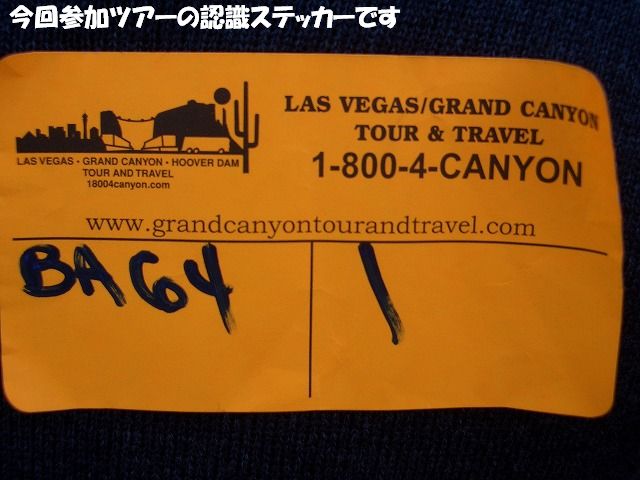 今回参加ツアーの認識ステッカーです
LAS VEGAS/GRAND CANYON
TOUR & TRAVEL
1-800-4-CANYON
LAS VEGAS • GRAND CANYON • HOOVER DAM
TOUR AND TRAVEL
18004canyon.com
www.grandcanyontourandtravel.com
BA64 1